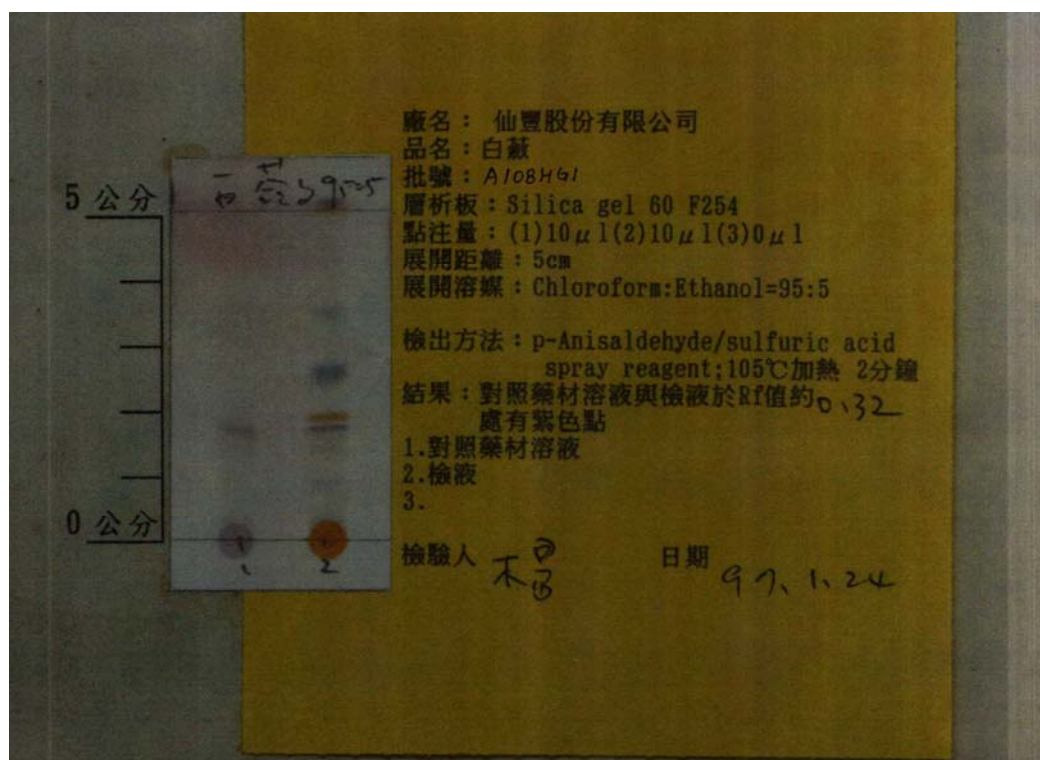 廠名： 仙豐股份有限公司
品名：白蘞
批號：A108HG1
層析板：Silica gel 60 F254
點注量：(1)10μl(2)10μl(3)0μl
展開距離：5cm
展開溶媒：Chloroform:Ethanol=95:5
檢出方法：p-Anisaldehyde/sulfuric acid
spray reagent;105℃加熱 2分鐘
結果：對照藥材溶液與檢液於Rf值約0.32
處有紫色點
1.對照藥材溶液
2.檢液
3.
檢驗人
日期 97.1.24
5 公分
95:5
0 公分
1 2